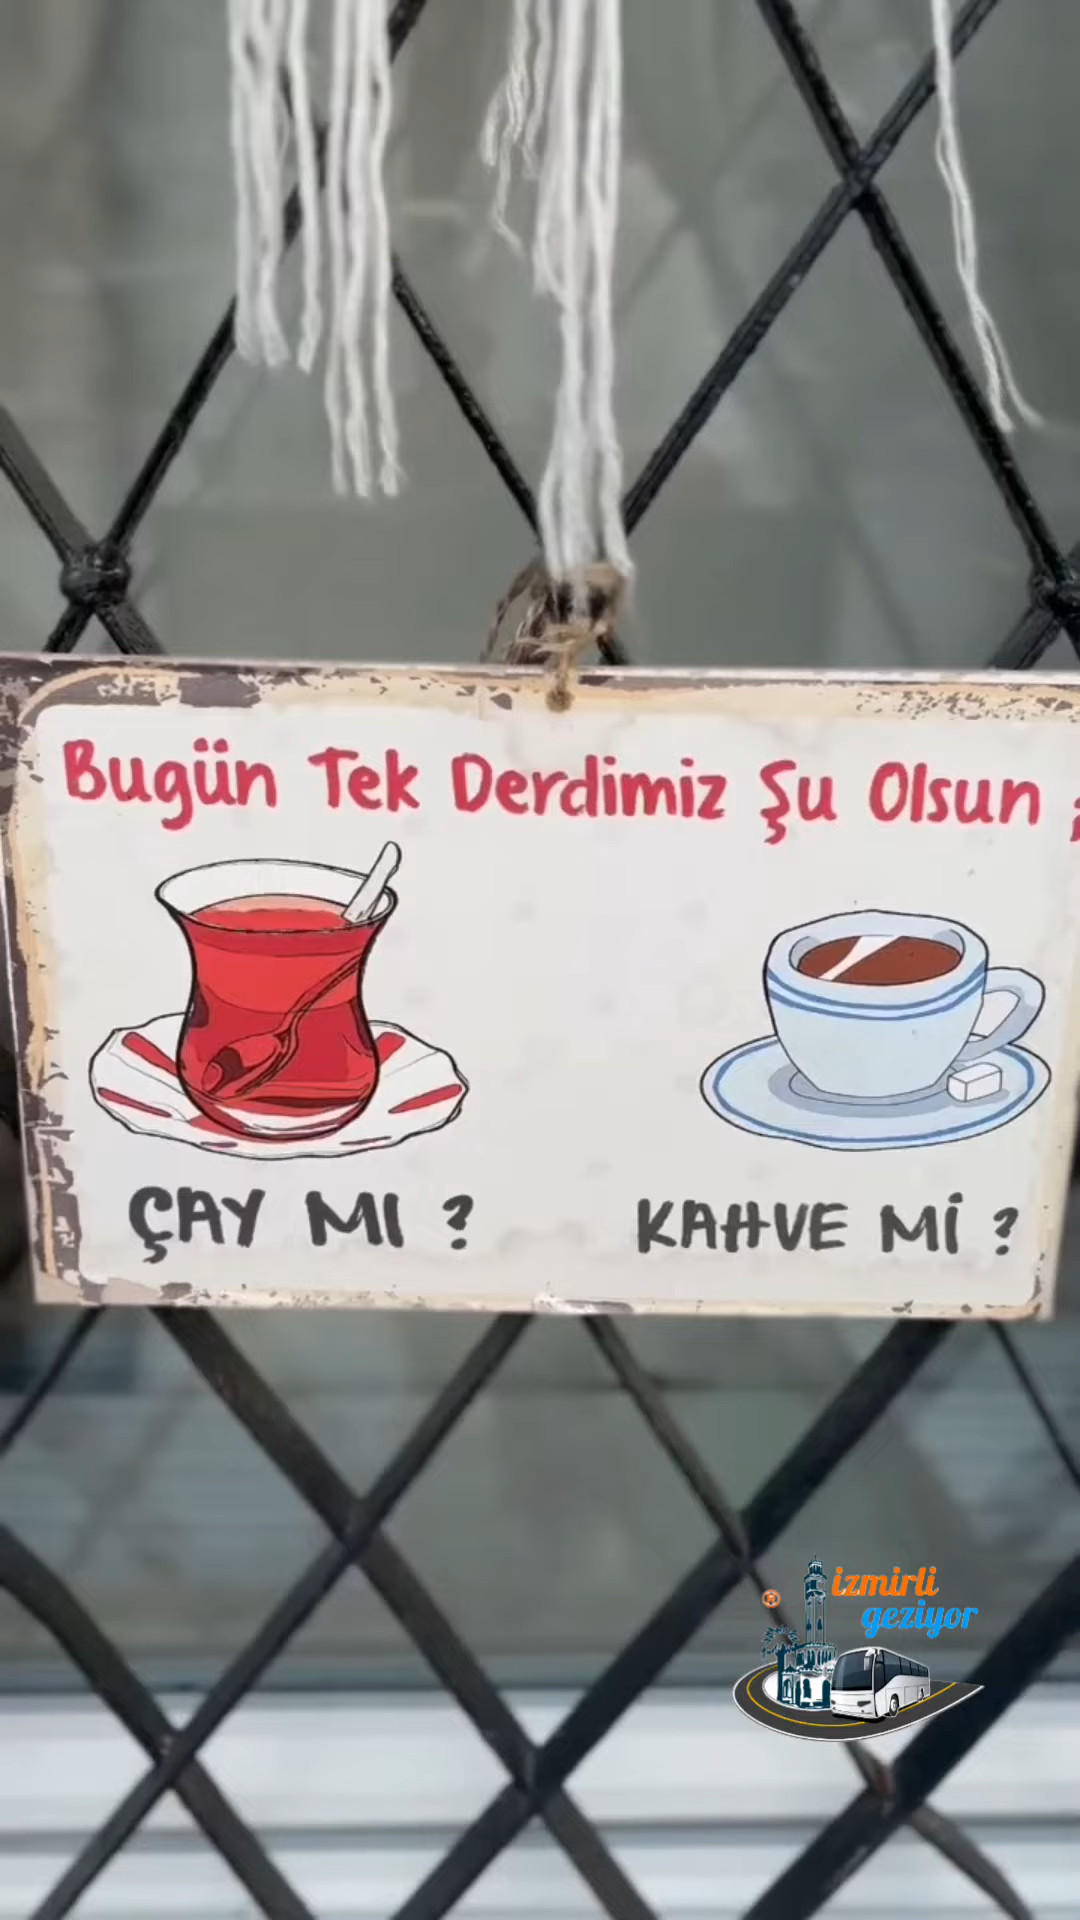 Bugün Tek Derdimiz Şu Olsun ;
ÇAY MI ?
KAHVE Mİ ?
izmirli
geziyor